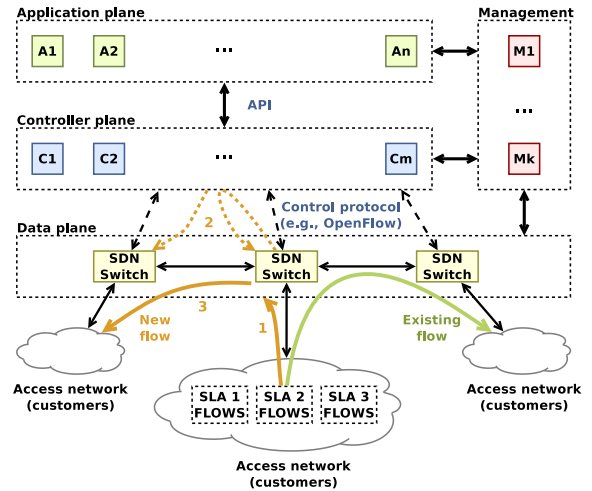 Application plane
Management
A1
A2
...
An
M1
API
...
Controller plane
C1
C2
...
Cm
Mk
2
Control protocol
(e.g., OpenFlow)
Data plane
SDN
Switch
SDN
Switch
SDN
Switch
New
flow
3
1
Existing
flow
Access network
(customers)
SLA 1
FLOWS
SLA 2
FLOWS
SLA 3
FLOWS
Access network
(customers)
Access network
(customers)